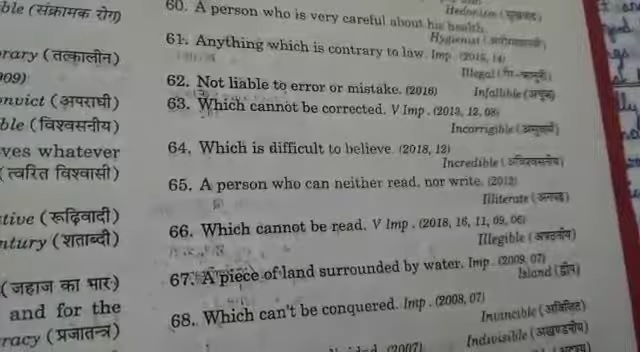 ble (संक्रामक रोग)
rary (तत्कालीन)
909)
onvict (अपराधी)
ble (विश्वसनीय)
ves whatever
(त्वरित विश्वासी)
tive (रूढ़िवादी)
ntury (शताब्दी)
(जहाज का भार)
and for the
racy (प्रजातन्त्र)
60. A person who is very careful about his health.
Hygienist
61. Anything which is contrary to law. Imp. (2015, 14)
Illegal (गैर-कानूनी)
62. Not liable to error or mistake. (2016)
Infallible (अचूक)
63. Which cannot be corrected. V Imp. (2013, 12, 08)
Incorrigible
64. Which is difficult to believe. (2018, 12)
Incredible (अविश्वसनीय)
65. A person who can neither read, nor write. (2012)
Illiterate (अनपढ़)
66. Which cannot be read. V Imp. (2018, 16, 11, 09, 06)
Illegible (अपठनीय)
67. A piece of land surrounded by water. Imp. (2009, 07)
Island (द्वीप)
68. Which can't be conquered. Imp. (2008, 07)
Invincible (अविजित)
Indivisible (अखण्डनीय)
(2007)